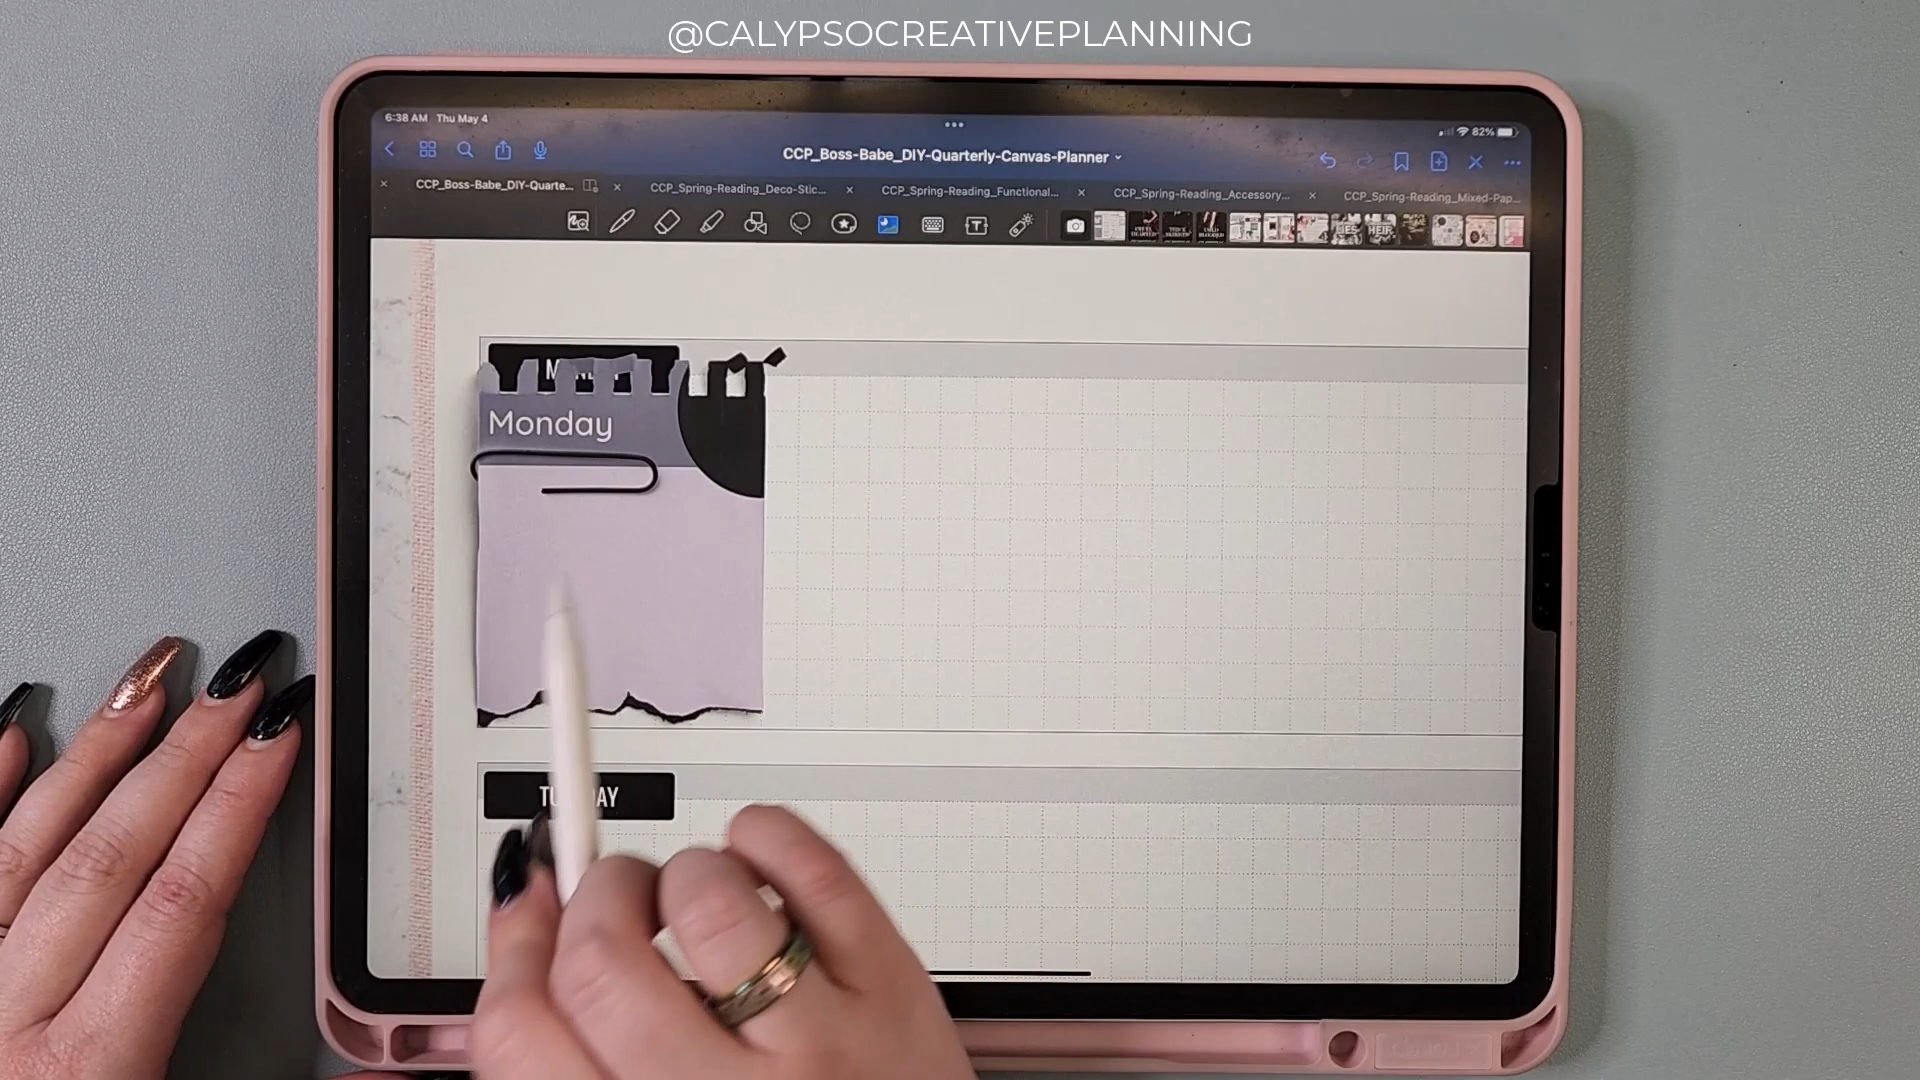 @CALYPSOCREATIVEPLANNING
6:38 AM Thu May 4
82%
CCP_Boss-Babe_DIY-Quarterly-Canvas-Planner
CCP_Boss-Babe_DIY-Quarte...
CCP_Spring-Reading_Deco-Stic...
CCP_Spring-Reading_Functional...
CCP_Spring-Reading_Accessory...
CCP_Spring-Reading_Mixed-Pap...
HEIR
Monday